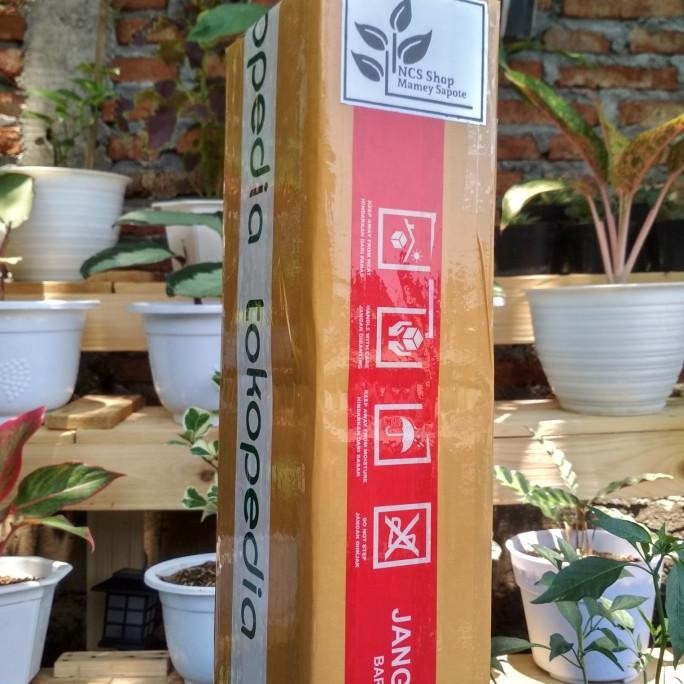 NCS Shop
Mamey Sapote
opedia tokopedia
KEEP AWAY FROM HEAT
HINDARKAN DARI PANAS
HANDLE WITH CARE
JANGAN DIBANTING
KEEP AWAY FROM MOISTURE
HINDARKAN DARI BASAH
DO NOT STEP
JANGAN DIINJAK
JANG
BAR